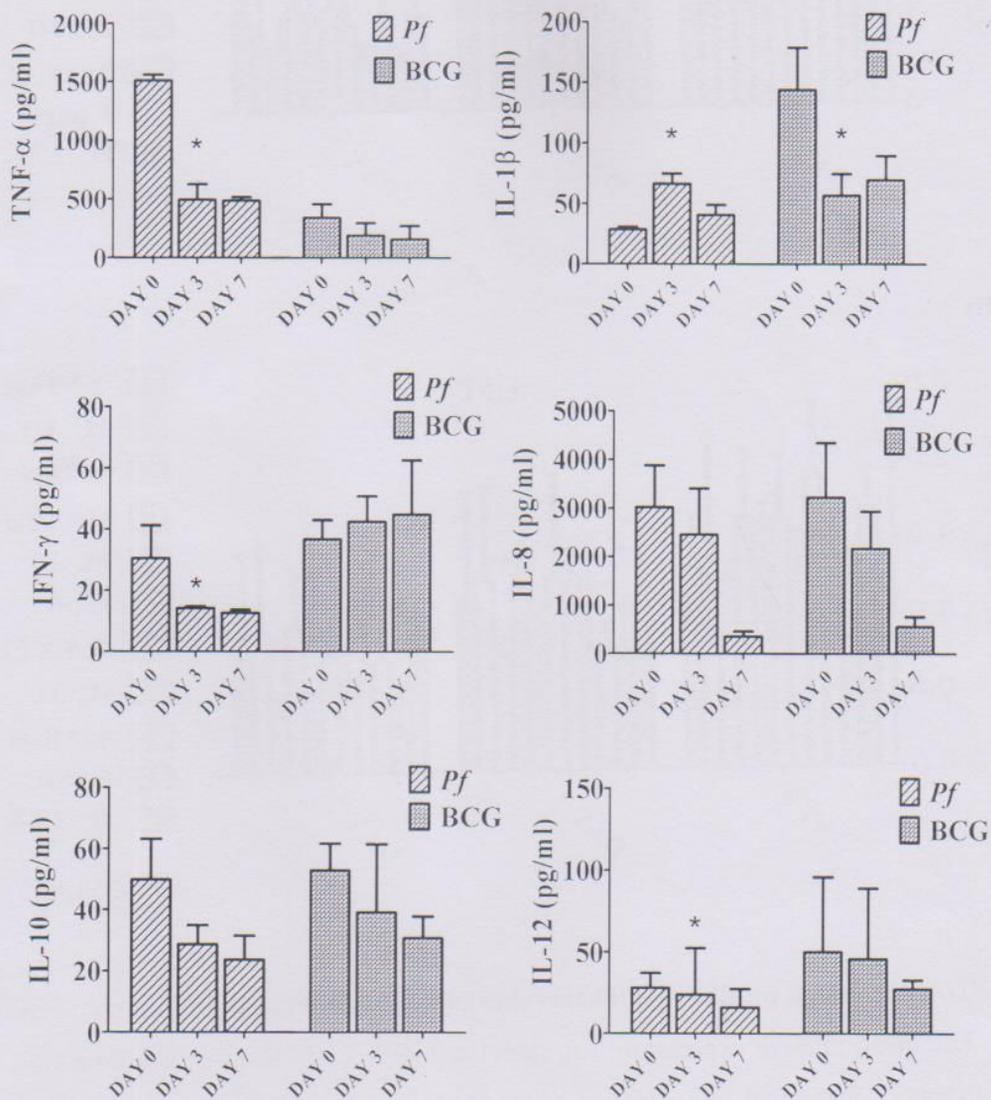 TNF-α (pg/ml)
2000
1500
1000
500
0
*
Pf
BCG
DAY 0
DAY 3
DAY 7
DAY 0
DAY 3
DAY 7
IL-1β (pg/ml)
200
150
100
50
0
*
*
Pf
BCG
DAY 0
DAY 3
DAY 7
DAY 0
DAY 3
DAY 7
IFN-γ (pg/ml)
80
60
40
20
0
*
Pf
BCG
DAY 0
DAY 3
DAY 7
DAY 0
DAY 3
DAY 7
IL-8 (pg/ml)
5000
4000
3000
2000
1000
0
Pf
BCG
DAY 0
DAY 3
DAY 7
DAY 0
DAY 3
DAY 7
IL-10 (pg/ml)
80
60
40
20
0
Pf
BCG
DAY 0
DAY 3
DAY 7
DAY 0
DAY 3
DAY 7
IL-12 (pg/ml)
150
100
50
0
*
Pf
BCG
DAY 0
DAY 3
DAY 7
DAY 0
DAY 3
DAY 7